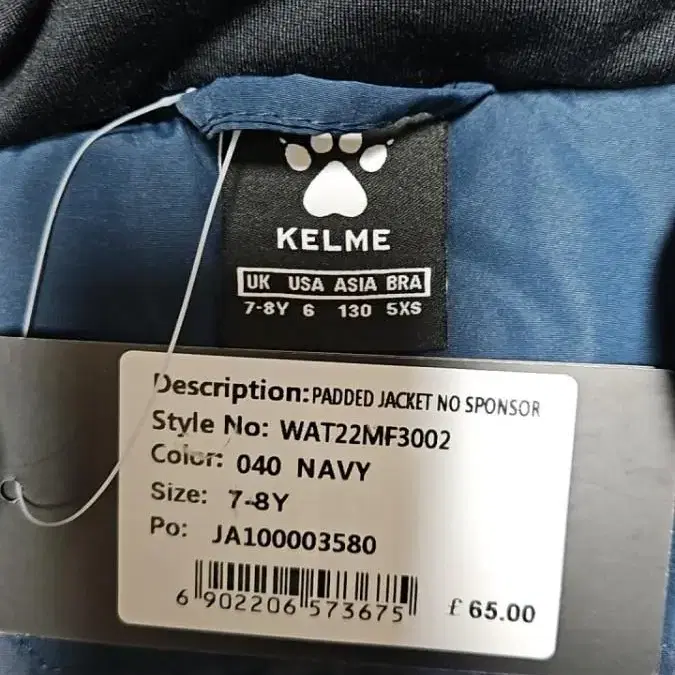 KELME
UK USA ASIA BRA
7-8Y 6 130 5XS
Description: PADDED JACKET NO SPONSOR
Style No: WAT22MF3002
Color: 040 NAVY
Size: 7-8Y
Po: JA100003580
6 902206 573675
£ 65.00